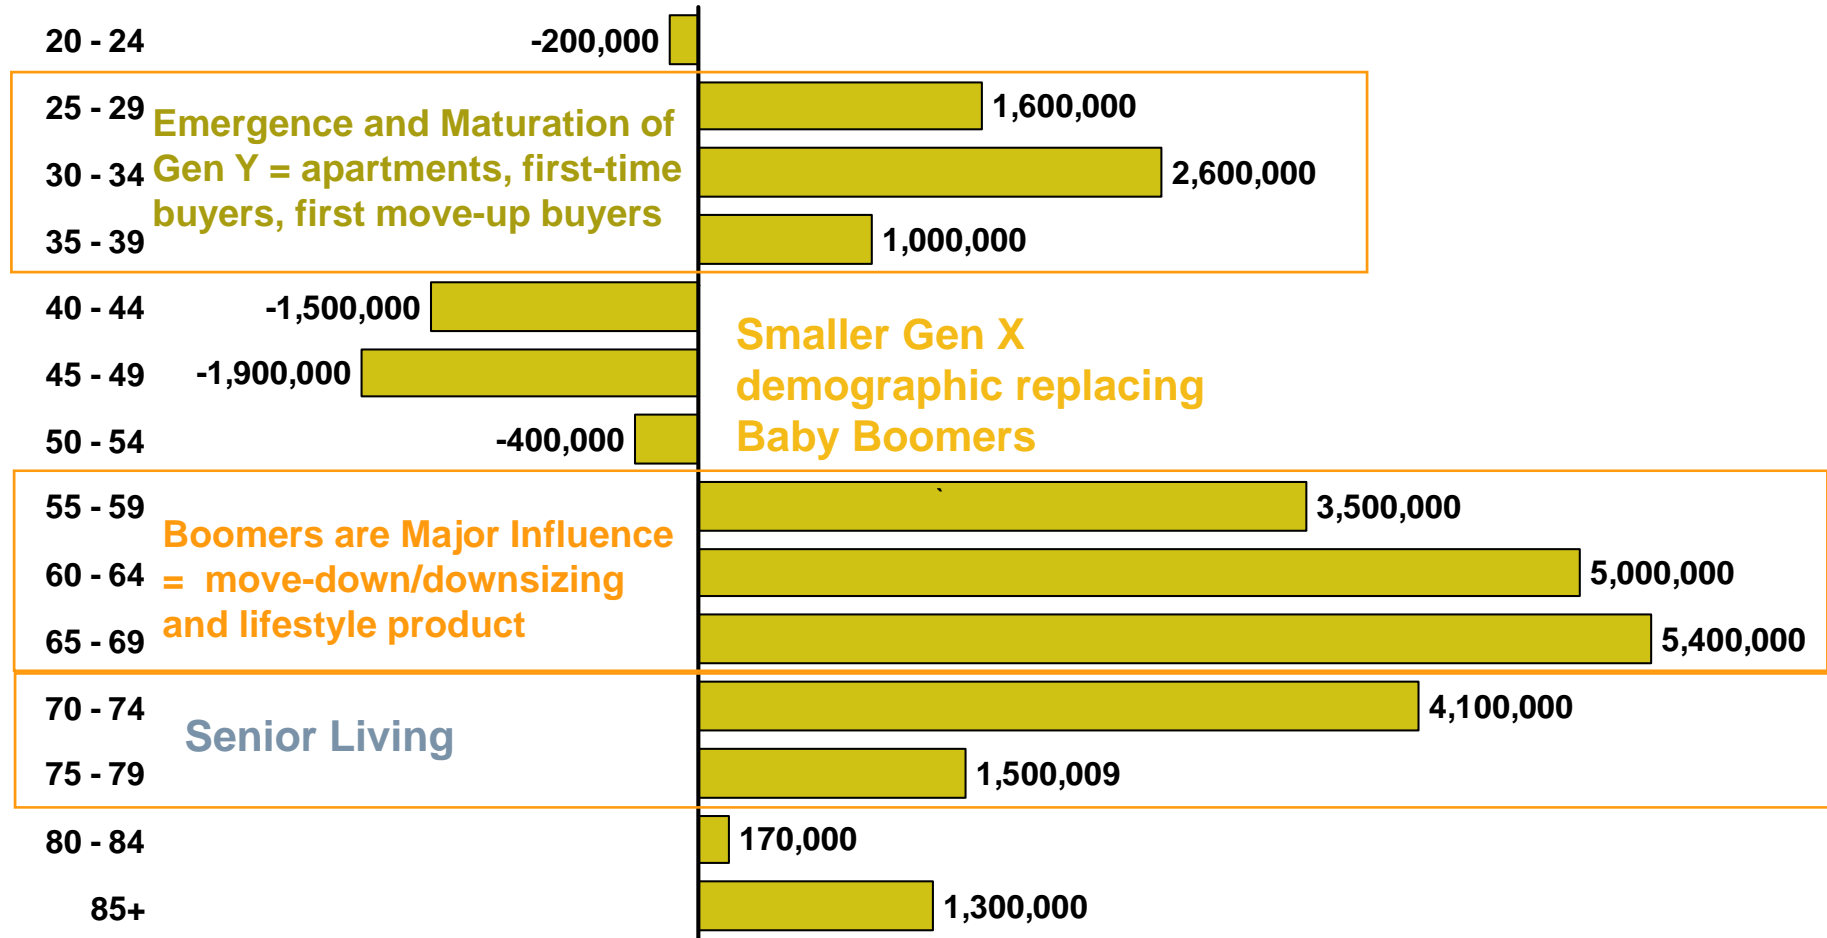 20 - 24 -200,000
25 - 29 1,600,000
Emergence and Maturation of
30 - 34 2,600,000
Gen Y = apartments, first-time
buyers, first move-up buyers
35 - 39 1,000,000
40 - 44 -1,500,000
Smaller Gen X
45 - 49 -1,900,000
demographic replacing
50 - 54 -400,000
Baby Boomers
55 - 59 ` 3,500,000
Boomers are Major Influence
60 - 64 5,000,000
= move-down/downsizing
and lifestyle product
65 - 69 5,400,000
70 - 74 4,100,000
Senior Living
75 - 79 1,500,009
80 - 84 170,000
85+ 1,300,000